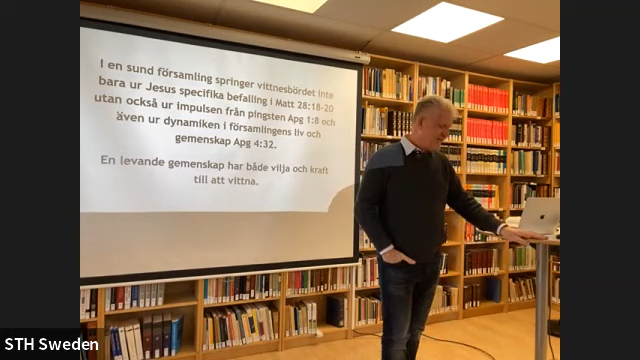 I en sund församling springer vittnesbördet inte
bara ur Jesus specifika befallning i Matt 28:18-20
utan också ur impulsen från pingsten Apg 1:8 och
även ur dynamiken i församlingens liv och
gemenskap Apg 4:32.
En levande gemenskap har både vilja och kraft
till att vittna.
STH Sweden